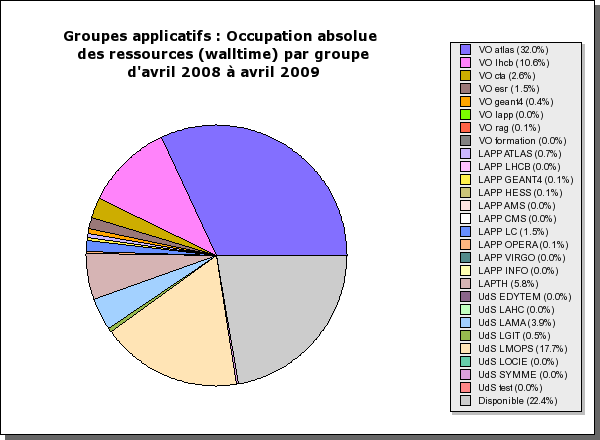 Groupes applicatifs : Occupation absolue
des ressources (walltime) par groupe
d'avril 2008 à avril 2009
VO atlas (32.0%)
VO lhcb (10.6%)
VO cta (2.6%)
VO esr (1.5%)
VO geant4 (0.4%)
VO lapp (0.0%)
VO rag (0.1%)
VO formation (0.0%)
LAPP ATLAS (0.7%)
LAPP LHCB (0.0%)
LAPP GEANT4 (0.1%)
LAPP HESS (0.1%)
LAPP AMS (0.0%)
LAPP CMS (0.0%)
LAPP LC (1.5%)
LAPP OPERA (0.1%)
LAPP VIRGO (0.0%)
LAPP INFO (0.0%)
LAPTH (5.8%)
UdS EDYTEM (0.0%)
UdS LAHC (0.0%)
UdS LAMA (3.9%)
UdS LGIT (0.5%)
UdS LMOPS (17.7%)
UdS LOCIE (0.0%)
UdS SYMME (0.0%)
UdS test (0.0%)
Disponible (22.4%)